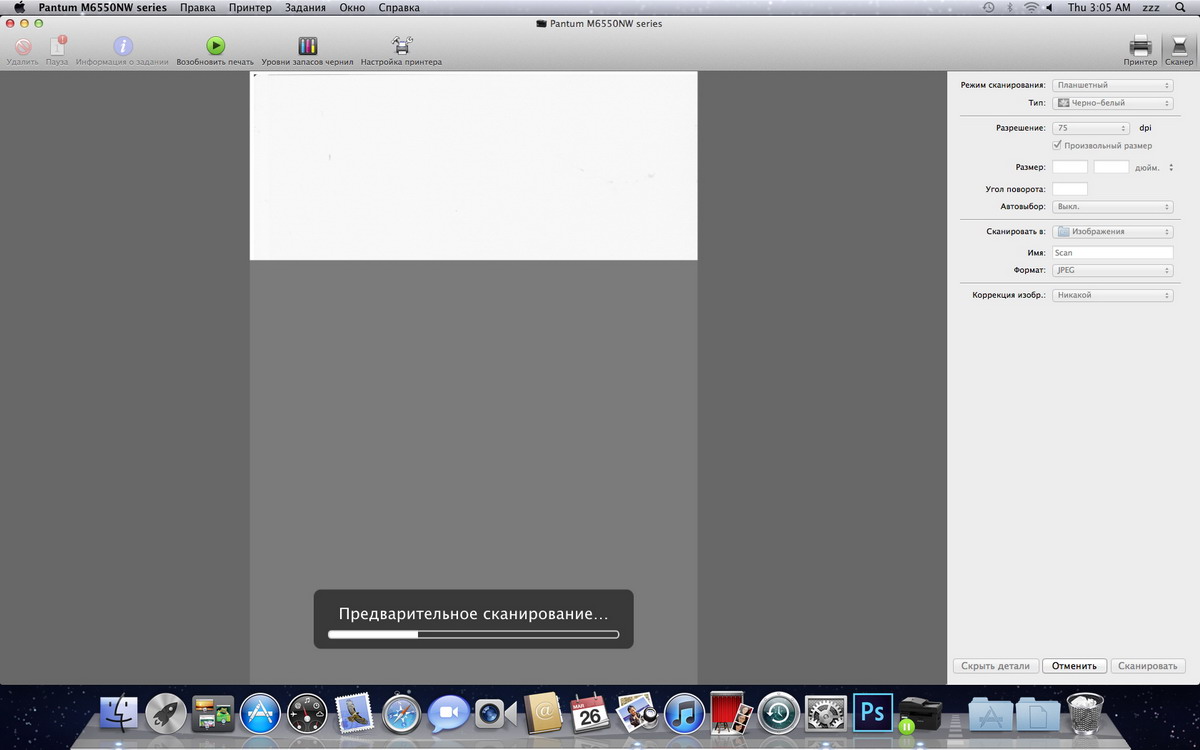 Pantum M6550NW series Правка Принтер Задания Окно Справка Thu 3:05 AM zzz
Pantum M6550NW series
Удалить Пауза Информация о задании Возобновить печать Уровни запасов чернил Настройка принтера Принтер Сканер
Режим сканирования: Планшетный
Тип: Черно-белый
Разрешение: 75 dpi
Произвольный размер
Размер: дюйм.
Угол поворота:
Автовыбор: Выкл.
Сканировать в: Изображения
Имя: Scan
Формат: JPEG
Коррекция изобр.: Никакой
Предварительное сканирование...
Скрыть детали Отменить Сканировать
MAR
26
Ps